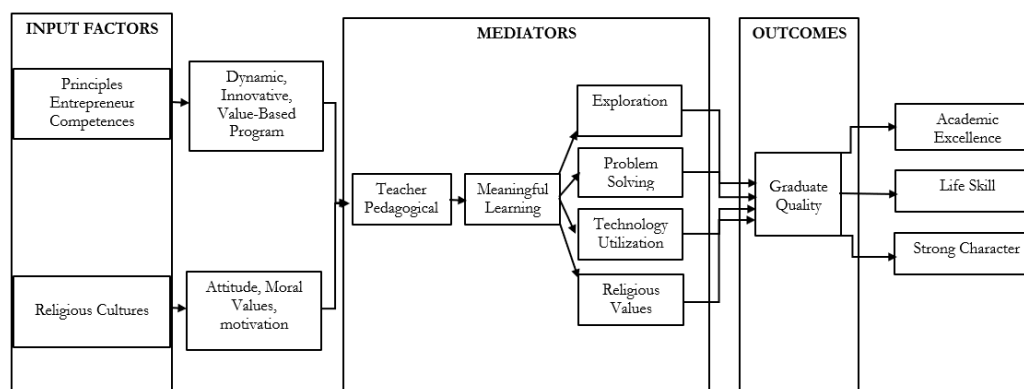 INPUT FACTORS
Principles
Entrepreneur
Competences
Religious Cultures
Dynamic,
Innovative,
Value-Based
Program
Attitude, Moral
Values,
motivation
MEDIATORS
Teacher
Pedagogical
Meaningful
Learning
Exploration
Problem
Solving
Technology
Utilization
Religious
Values
OUTCOMES
Graduate
Quality
Academic
Excellence
Life Skill
Strong Character